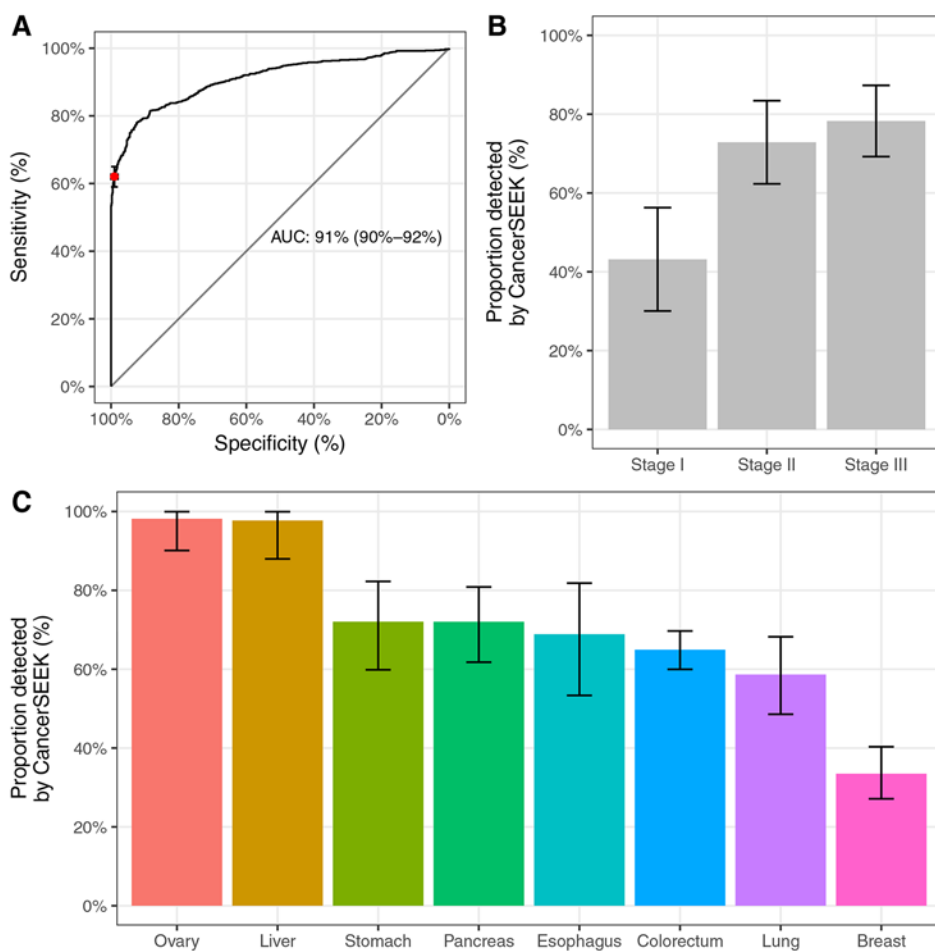 A
100%
80%
60%
40%
20%
0%
Sensitivity (%)
AUC: 91% (90%–92%)
100% 80% 60% 40% 20% 0%
Specificity (%)
B
100%
80%
60%
40%
20%
0%
Proportion detected
by CancerSEEK (%)
Stage I Stage II Stage III
C
100%
80%
60%
40%
20%
0%
Proportion detected
by CancerSEEK (%)
Ovary Liver Stomach Pancreas Esophagus Colorectum Lung Breast